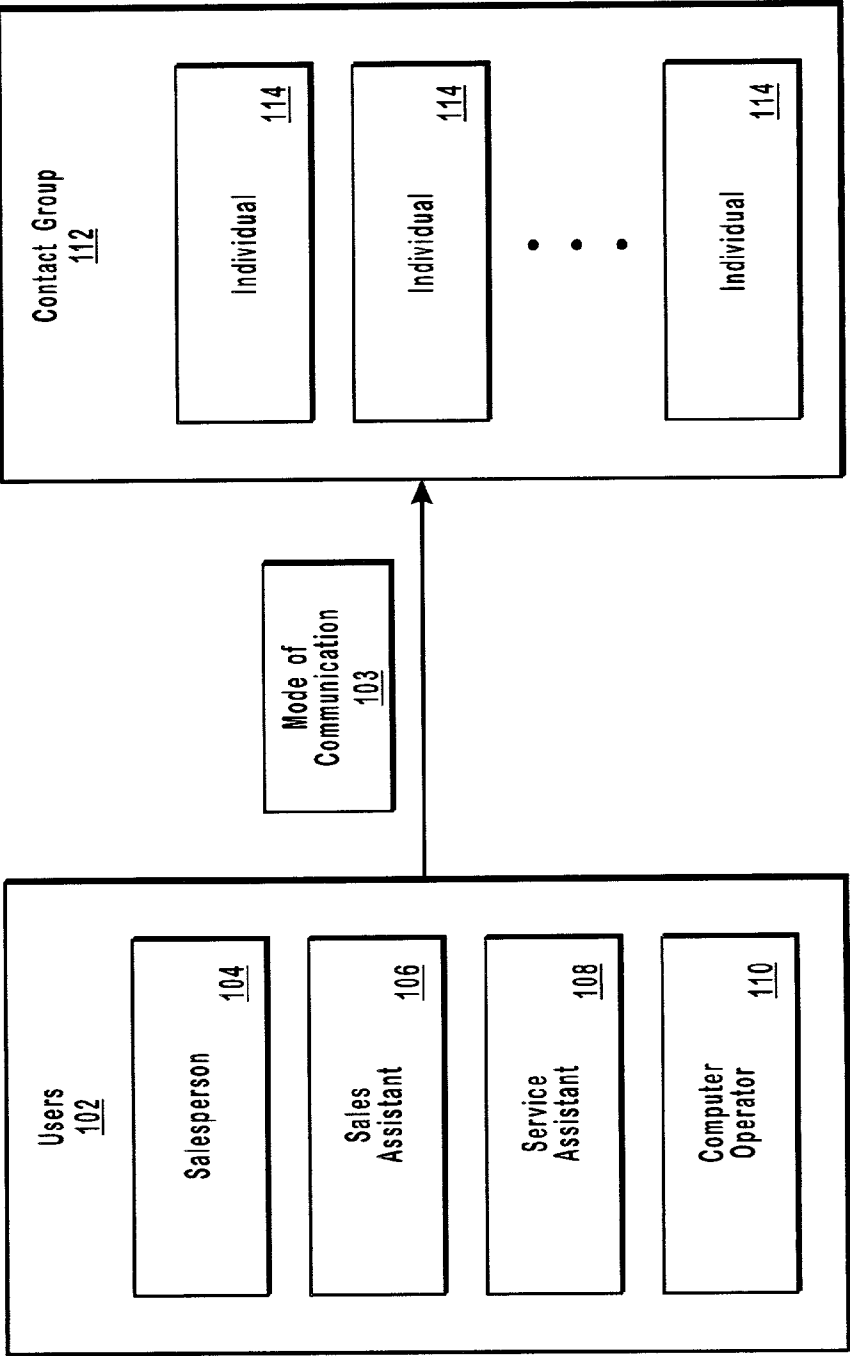 Users
102
Salesperson
104
Sales
Assistant
106
Service
Assistant
108
Computer
Operator
110
Mode of
Communication
103
Contact Group
112
Individual
114
Individual
114
Individual
114